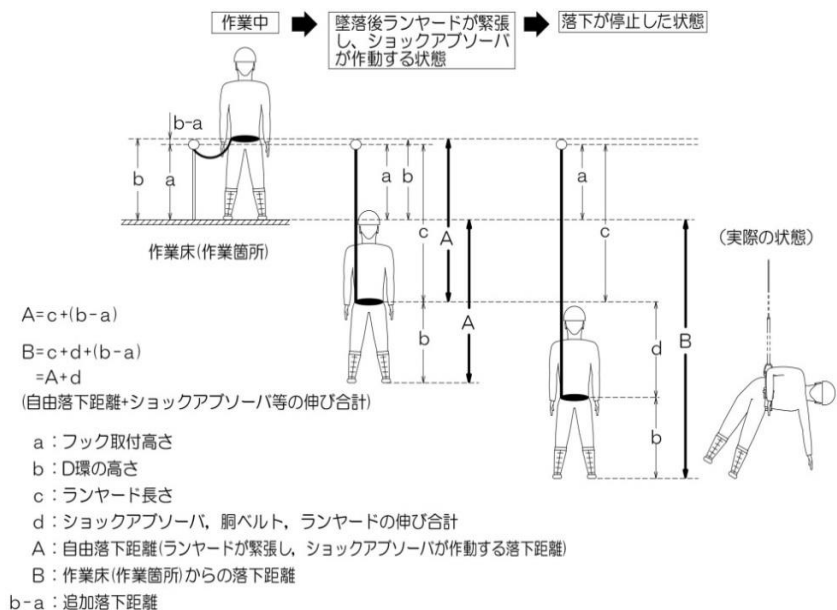 作業中
墜落後ランヤードが緊張
し、ショックアブソーバ
が作動する状態
落下が停止した状態
b-a
b
a
a
b
c
A
a
c
作業床(作業箇所)
(実際の状態)
A
b
d
B
b
A=c+(b-a)
B=c+d+(b-a)
=A+d
(自由落下距離+ショックアブソーバ等の伸び合計)
a:フック取付高さ
b:D環の高さ
c:ランヤード長さ
d:ショックアブソーバ,胴ベルト,ランヤードの伸び合計
A:自由落下距離(ランヤードが緊張し,ショックアブソーバが作動する落下距離)
B:作業床(作業箇所)からの落下距離
b-a:追加落下距離